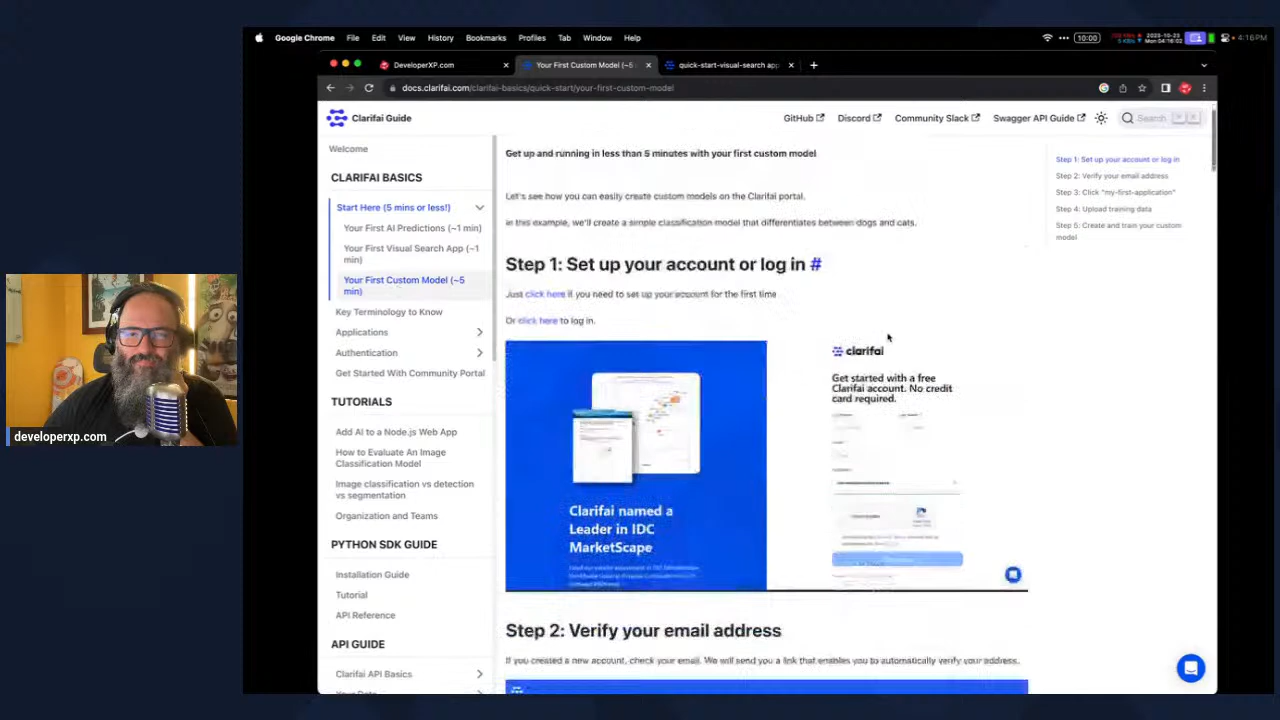 Google Chrome File Edit View History Bookmarks Profiles Tab Window Help
10:00
4:16PM
DeveloperXP.com
Your First Custom Model (~5
quick-start-visual-search app
docs.clarifai.com/clarifai-basics/quick-start/your-first-custom-model
Clarifai Guide
GitHub
Discord
Community Slack
Swagger API Guide
Search
Welcome
CLARIFAI BASICS
Start Here (5 mins or less!)
Your First AI Predictions (~1 min)
Your First Visual Search App (~1
min)
Your First Custom Model (~5
min)
Key Terminology to Know
Applications
Authentication
Get Started With Community Portal
TUTORIALS
Add AI to a Node.js Web App
How to Evaluate An Image
Classification Model
Image classification vs detection
vs segmentation
Organization and Teams
PYTHON SDK GUIDE
Installation Guide
Tutorial
API Reference
API GUIDE
Clarifai API Basics
Your Data
Get up and running in less than 5 minutes with your first custom model
Let's see how you can easily create custom models on the Clarifai portal.
In this example, we'll create a simple classification model that differentiates between dogs and cats.
Step 1: Set up your account or log in #
Just click here if you need to set up your account for the first time
Or click here to log in.
Clarifai named a
Leader in IDC
MarketScape
clarifai
Get started with a free
Clarifai account. No credit
card required.
Step 2: Verify your email address
If you created a new account, check your email. We will send you a link that enables you to automatically verify your address.
Step 1: Set up your account or log in
Step 2: Verify your email address
Step 3: Click "my-first-application"
Step 4: Upload training data
Step 5: Create and train your custom
model
developerxp.com